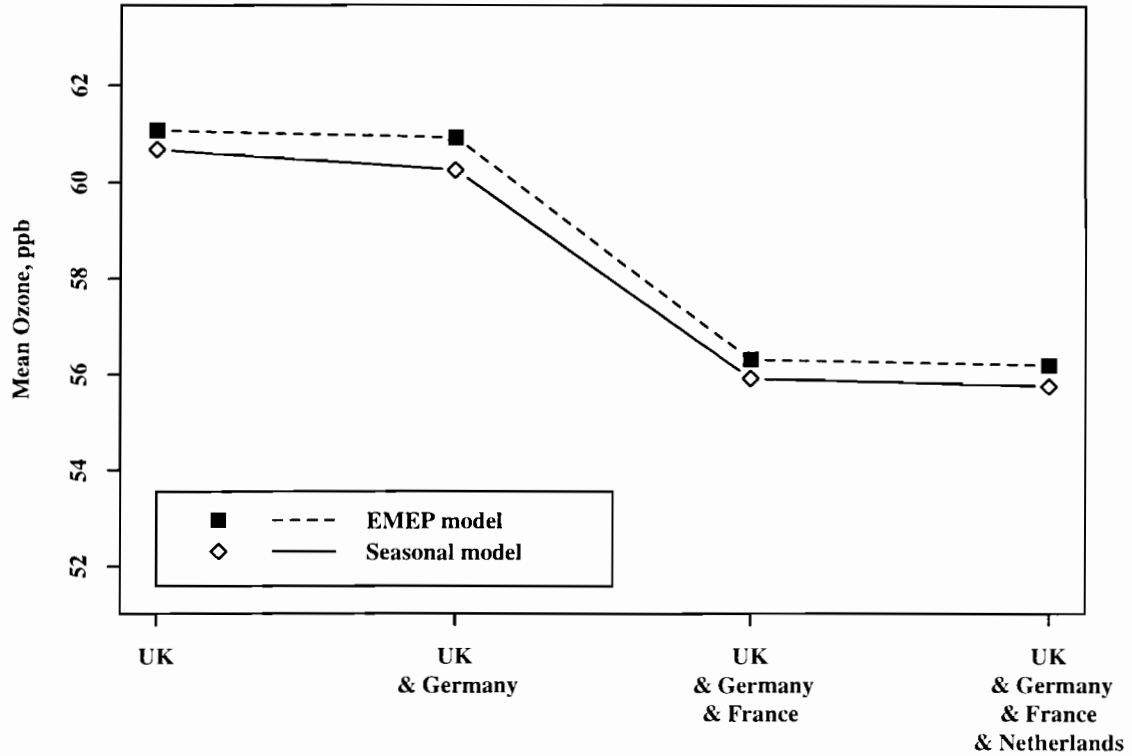 Mean Ozone, ppb
62
60
58
56
54
52
EMEP model
Seasonal model
UK
UK
& Germany
UK
& Germany
& France
UK
& Germany
& France
& Netherlands